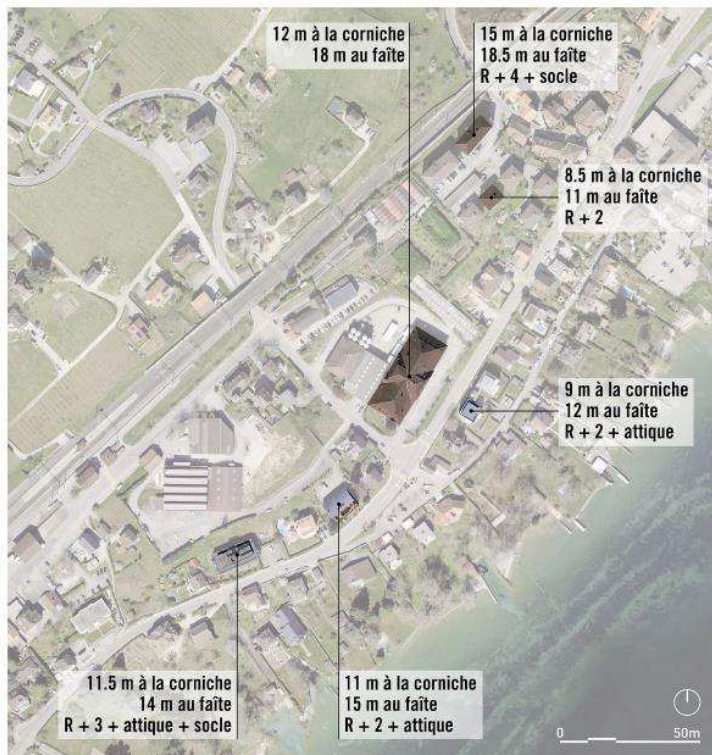 12 m à la corniche
18 m au faîte
15 m à la corniche
18.5 m au faîte
R + 4 + socle
8.5 m à la corniche
11 m au faîte
R + 2
9 m à la corniche
12 m au faîte
R + 2 + attique
11.5 m à la corniche
14 m au faîte
R + 3 + attique + socle
11 m à la corniche
15 m au faîte
R + 2 + attique
0 50m